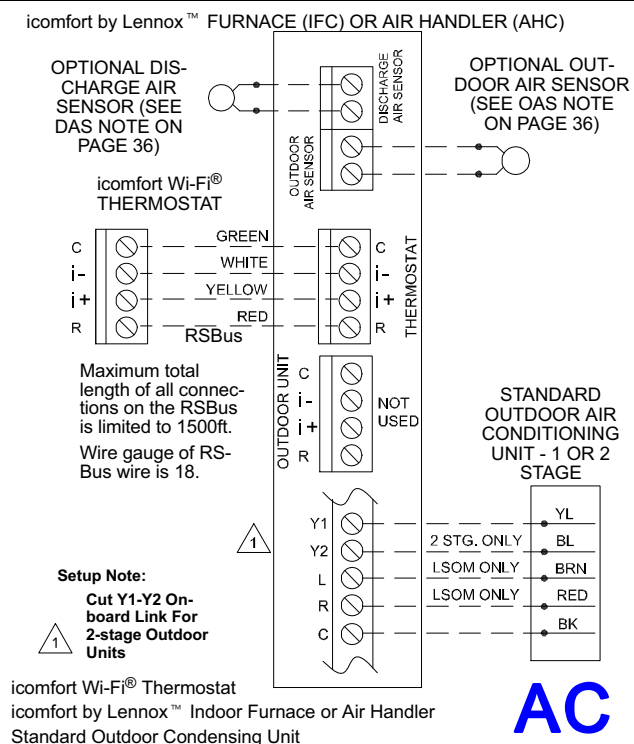 icomfort by Lennox™ FURNACE (IFC) OR AIR HANDLER (AHC)
OPTIONAL DIS-
CHARGE AIR
SENSOR (SEE
DAS NOTE ON
PAGE 36)
DISCHARGE
AIR SENSOR
OPTIONAL OUT-
DOOR AIR SENSOR
(SEE OAS NOTE
ON PAGE 36)
OUTDOOR
AIR SENSOR
icomfort Wi-Fi®
THERMOSTAT
C GREEN C
i- WHITE i-
i+ YELLOW i+
R RED R
RSBus
THERMOSTAT
Maximum total
length of all connec-
tions on the RSBus
is limited to 1500ft.
Wire gauge of RS-
Bus wire is 18.
OUTDOOR UNIT
C
i-
i+
R
NOT
USED
STANDARD
OUTDOOR AIR
CONDITIONING
UNIT - 1 OR 2
STAGE
Y1 YL
Y2 2 STG. ONLY BL
L LSOM ONLY BRN
R LSOM ONLY RED
C BK
1
Setup Note:
1
Cut Y1-Y2 On-
board Link For
2-stage Outdoor
Units
icomfort Wi-Fi® Thermostat
icomfort by Lennox™ Indoor Furnace or Air Handler
Standard Outdoor Condensing Unit
AC